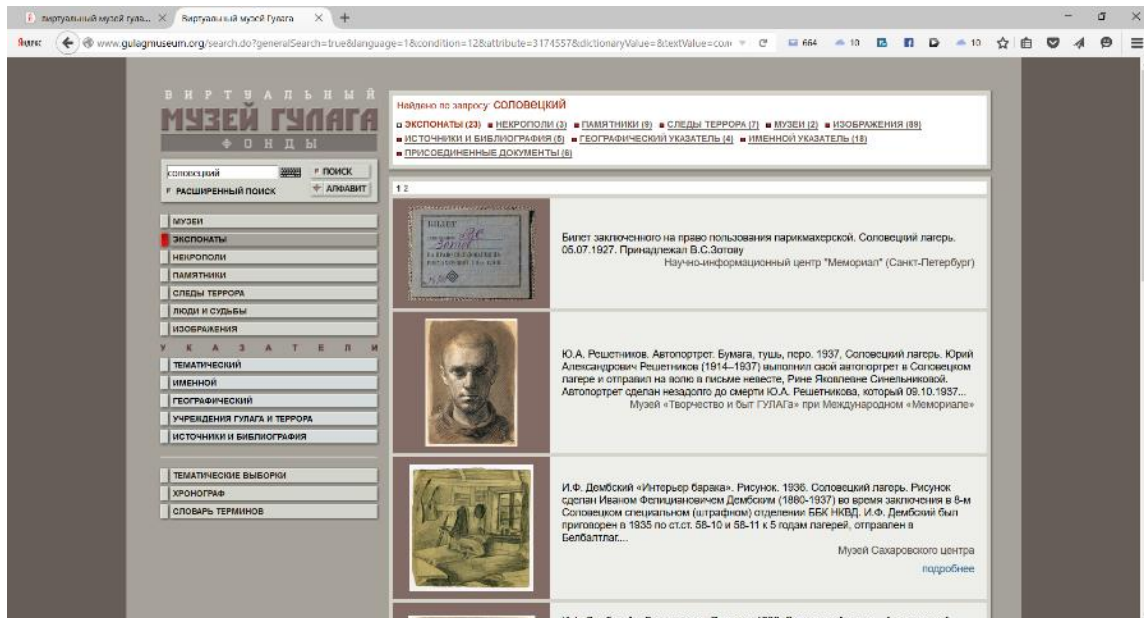 виртуальный музей гула...
Виртуальный музей Гулага
www.gulagmuseum.org/search.do?generalSearch=true&language=1&condition=12&attribute=3174557&dictionaryValue=&textValue=соло
664
10
10
ВИРТУАЛЬНЫЙ
МУЗЕЙ ГУЛАГА
ФОНДЫ
соловецкий
ПОИСК
РАСШИРЕННЫЙ ПОИСК
АЛФАВИТ
МУЗЕИ
ЭКСПОНАТЫ
НЕКРОПОЛИ
ПАМЯТНИКИ
СЛЕДЫ ТЕРРОРА
ЛЮДИ И СУДЬБЫ
ИЗОБРАЖЕНИЯ
УКАЗАТЕЛИ
ТЕМАТИЧЕСКИЙ
ИМЕННОЙ
ГЕОГРАФИЧЕСКИЙ
УЧРЕЖДЕНИЯ ГУЛАГА И ТЕРРОРА
ИСТОЧНИКИ И БИБЛИОГРАФИЯ
ТЕМАТИЧЕСКИЕ ВЫБОРКИ
ХРОНОГРАФ
СЛОВАРЬ ТЕРМИНОВ
Найдено по запросу: СОЛОВЕЦКИЙ
ЭКСПОНАТЫ (23) НЕКРОПОЛИ (3) ПАМЯТНИКИ (9) СЛЕДЫ ТЕРРОРА (7) МУЗЕИ (2) ИЗОБРАЖЕНИЯ (89)
ИСТОЧНИКИ И БИБЛИОГРАФИЯ (6) ГЕОГРАФИЧЕСКИЙ УКАЗАТЕЛЬ (4) ИМЕННОЙ УКАЗАТЕЛЬ (18)
ПРИСОЕДИНЕННЫЕ ДОКУМЕНТЫ (6)
1 2
БИЛЕТ
Билет заключенного на право пользования парикмахерской. Соловецкий лагерь.
05.07.1927. Принадлежал В.С.Зотову
Научно-информационный центр "Мемориал" (Санкт-Петербург)
Ю.А. Решетников. Автопортрет. Бумага, тушь, перо. 1937, Соловецкий лагерь. Юрий
Александрович Решетников (1914–1937) выполнил свой автопортрет в Соловецком
лагере и отправил на волю в письме невесте, Рине Яковлевне Синельниковой.
Автопортрет сделан незадолго до смерти Ю.А. Решетникова, который 09.10.1937...
Музей «Творчество и быт ГУЛАГа» при Международном «Мемориале»
И.Ф. Дембский «Интерьер барака». Рисунок. 1936. Соловецкий лагерь. Рисунок
сделан Иваном Фелициановичем Дембским (1880-1937) во время заключения в 8-м
Соловецком специальном (штрафном) отделении ББК НКВД. И.Ф. Дембский был
приговорен в 1935 по ст.ст. 58-10 и 58-11 к 5 годам лагерей, отправлен в
Белбалтлаг....
Музей Сахаровского центра
подробнее